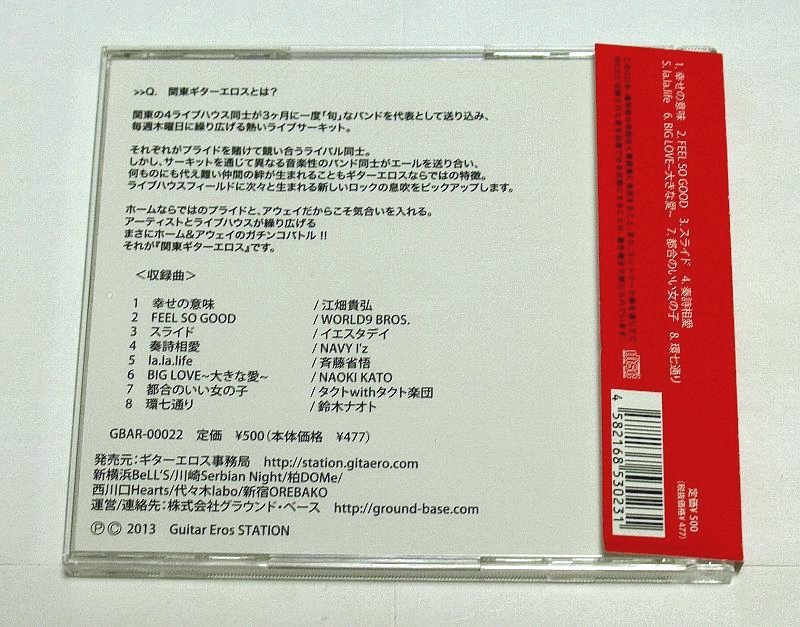 >>Q. 関東ギターエロスとは？
関東の4ライブハウス同士が3ヶ月に一度「旬」なバンドを代表として送り込み、
毎週木曜日に繰り広げる熱いライブサーキット。
それぞれがプライドを賭けて競い合うライバル同士。
しかし、サーキットを通じて異なる音楽性のバンド同士がエールを送り合い、
何ものにも代え難い仲間の絆が生まれることもギターエロスならではの特徴。
ライブハウスフィールドに次々と生まれる新しいロックの息吹をピックアップします。
ホームならではのプライドと、アウェイだからこそ気合いを入れる。
アーティストとライブハウスが繰り広げる
まさにホーム&アウェイのガチンコバトル!!
それが『関東ギターエロス』です。
＜収録曲＞
1 幸せの意味 / 江畑貴弘
2 FEEL SO GOOD / WORLD9 BROS.
3 スライド / イエスタデイ
4 奏詩相愛 / NAVY I'z
5 la.la.life / 斉藤省悟
6 BIG LOVE~大きな愛~ / NAOKI KATO
7 都合のいい女の子 / タクトwithタクト楽団
8 環七通り / 鈴木ナオト
GBAR-00022 定価 ¥500(本体価格 ¥477)
発売元：ギターエロス事務局 http://station.gitaero.com
新横浜BeLL'S/川崎Serbian Night/柏DOMe/
西川口Hearts/代々木labo/新宿OREBAKO
運営/連絡先：株式会社グラウンド・ベース http://ground-base.com
Ⓟ Ⓒ 2013 Guitar Eros STATION
1. 幸せの意味 2. FEEL SO GOOD 3. スライド 4. 奏詩相愛
5. la.la.life 6. BIG LOVE~大きな愛~ 7. 都合のいい女の子 8. 環七通り
4 582168 530231
定価¥500
(税抜価格¥477)